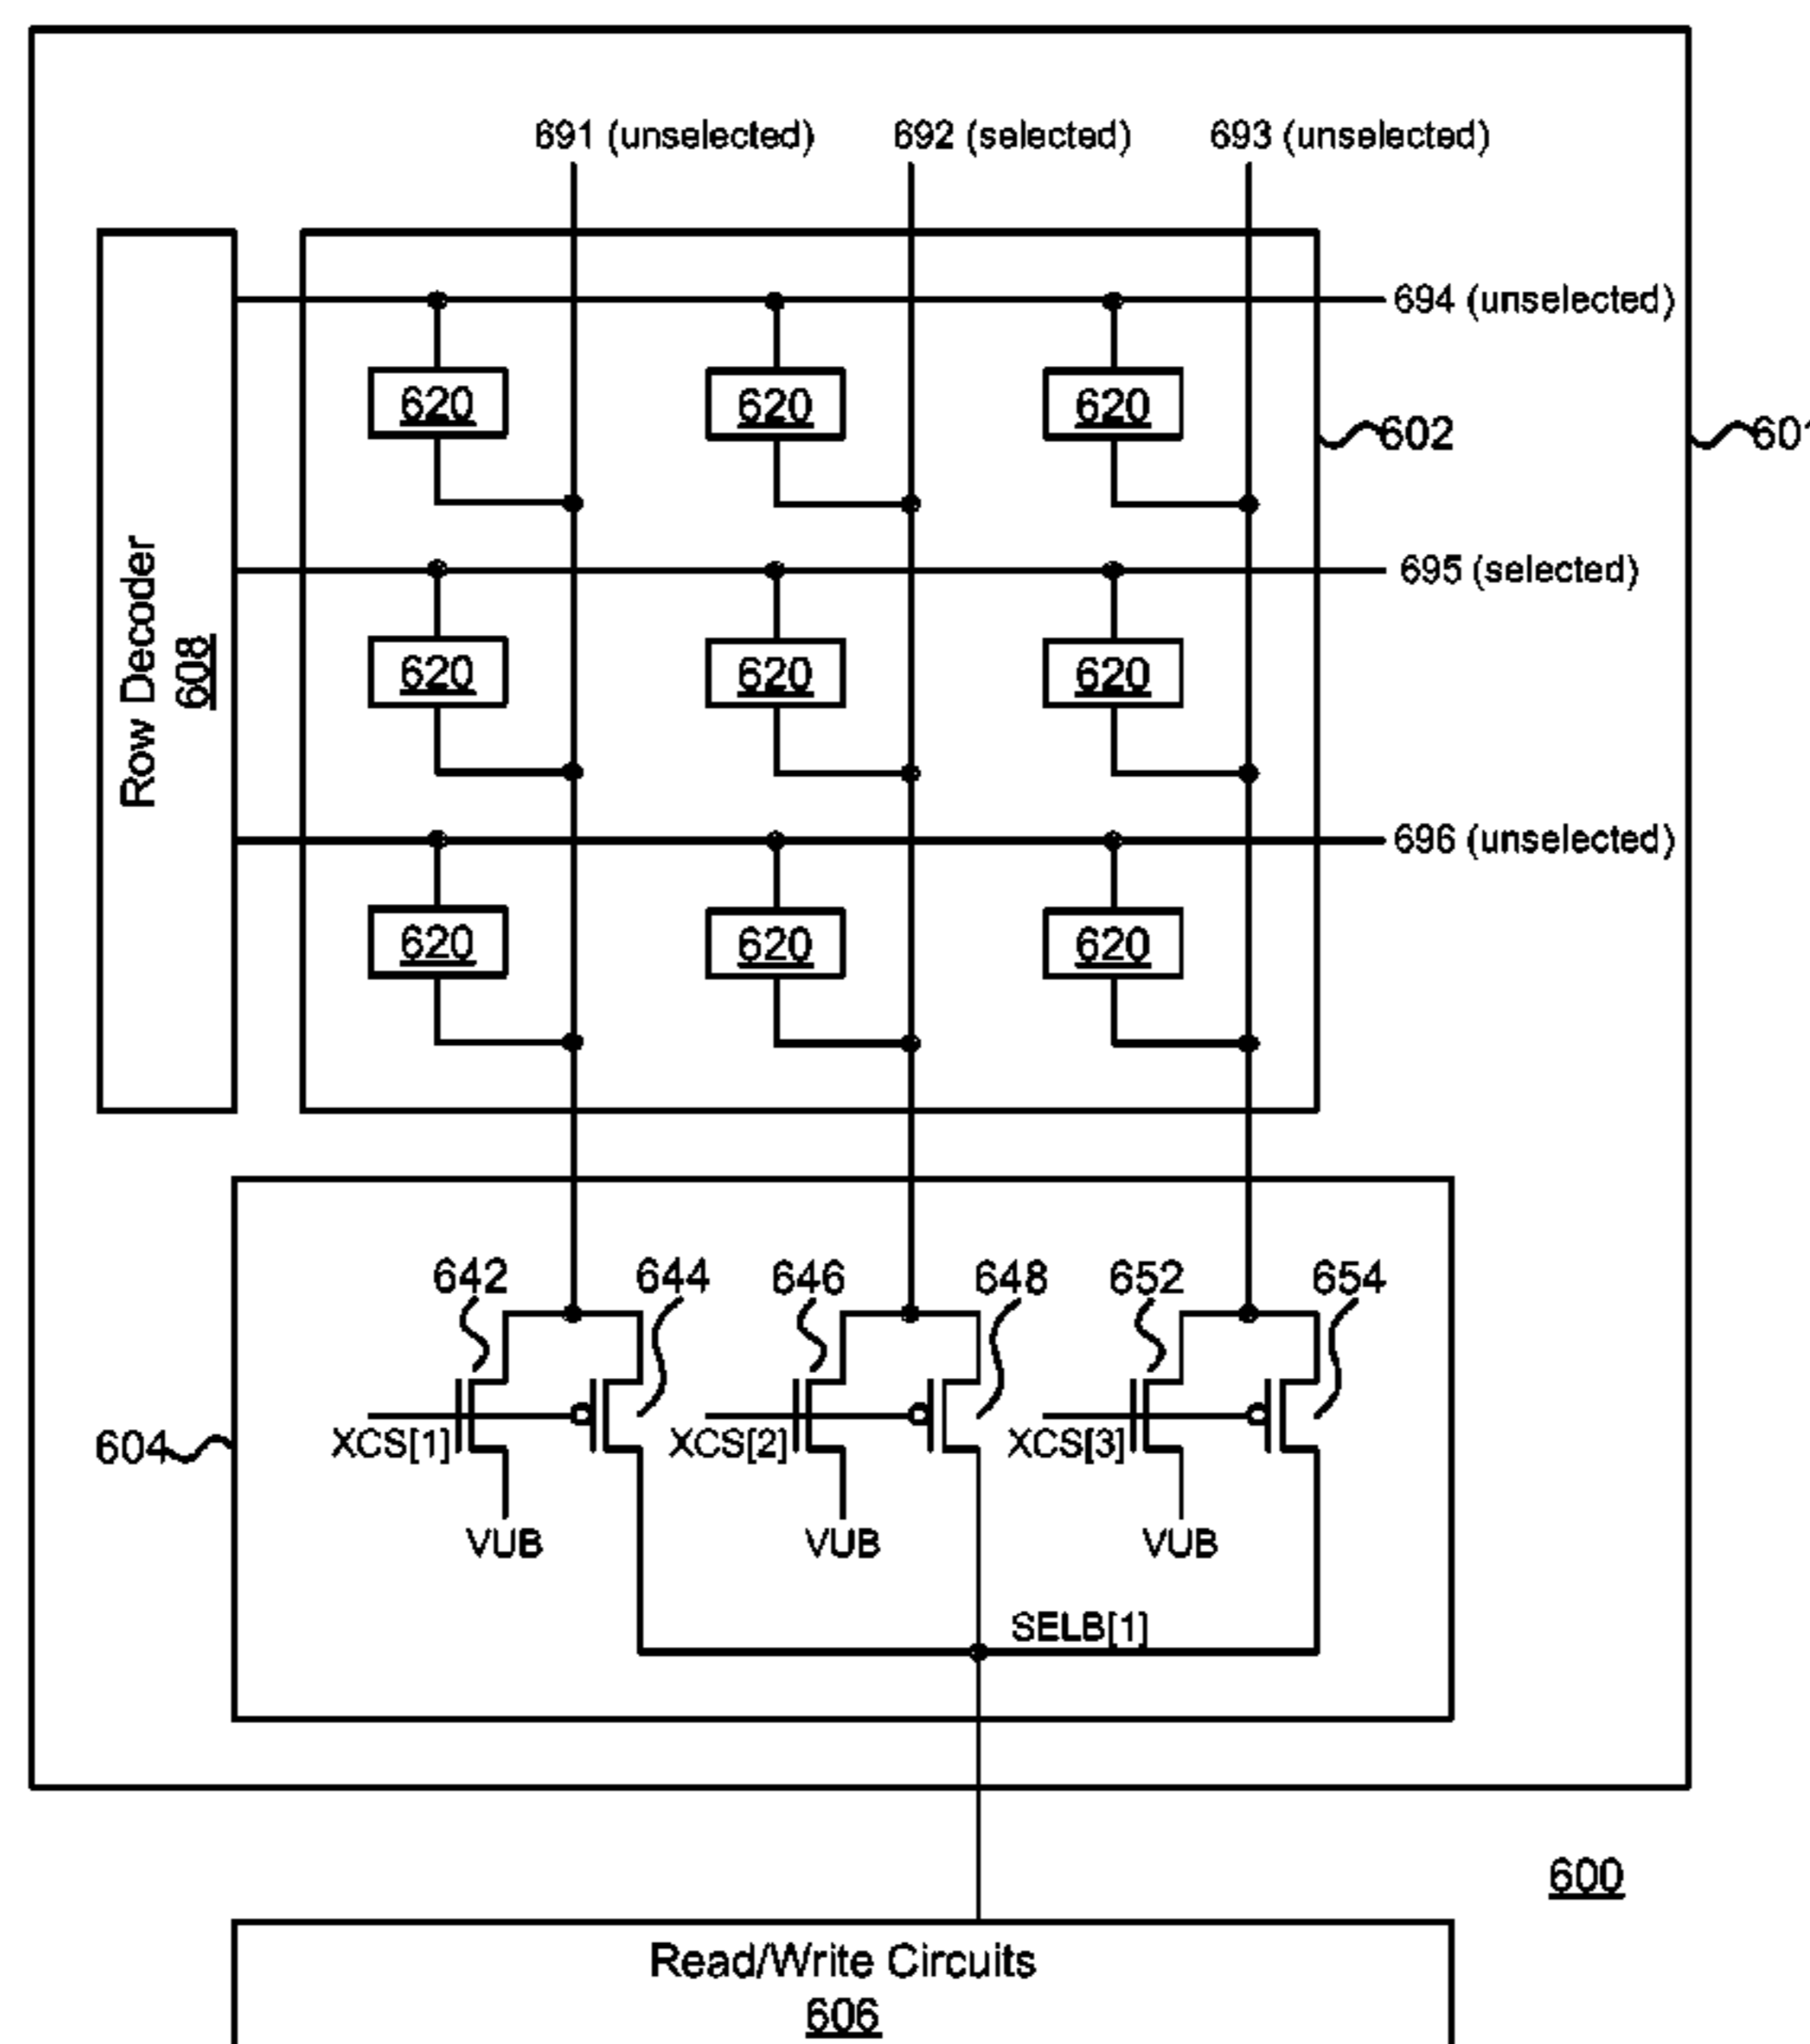 691 (unselected) 692 (selected) 693 (unselected)
694 (unselected)
620 620 620
602 601
695 (selected)
Row Decoder
608
620 620 620
696 (unselected)
620 620 620
642 644 646 648 652 654
604
XCS[1] XCS[2] XCS[3]
VUB VUB VUB
SELB[1]
600
Read/Write Circuits
606